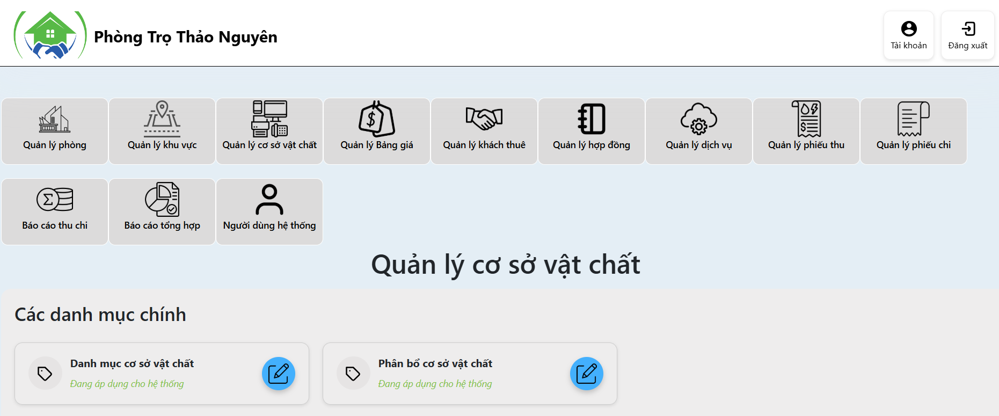 Phòng Trọ Thảo Nguyên
Tài khoản
Đăng xuất
Quản lý phòng
Quản lý khu vực
Quản lý cơ sở vật chất
Quản lý Bảng giá
Quản lý khách thuê
Quản lý hợp đồng
Quản lý dịch vụ
Quản lý phiếu thu
Quản lý phiếu chi
Báo cáo thu chi
Báo cáo tổng hợp
Người dùng hệ thống
Quản lý cơ sở vật chất
Các danh mục chính
Danh mục cơ sở vật chất
Đang áp dụng cho hệ thống
Phân bổ cơ sở vật chất
Đang áp dụng cho hệ thống